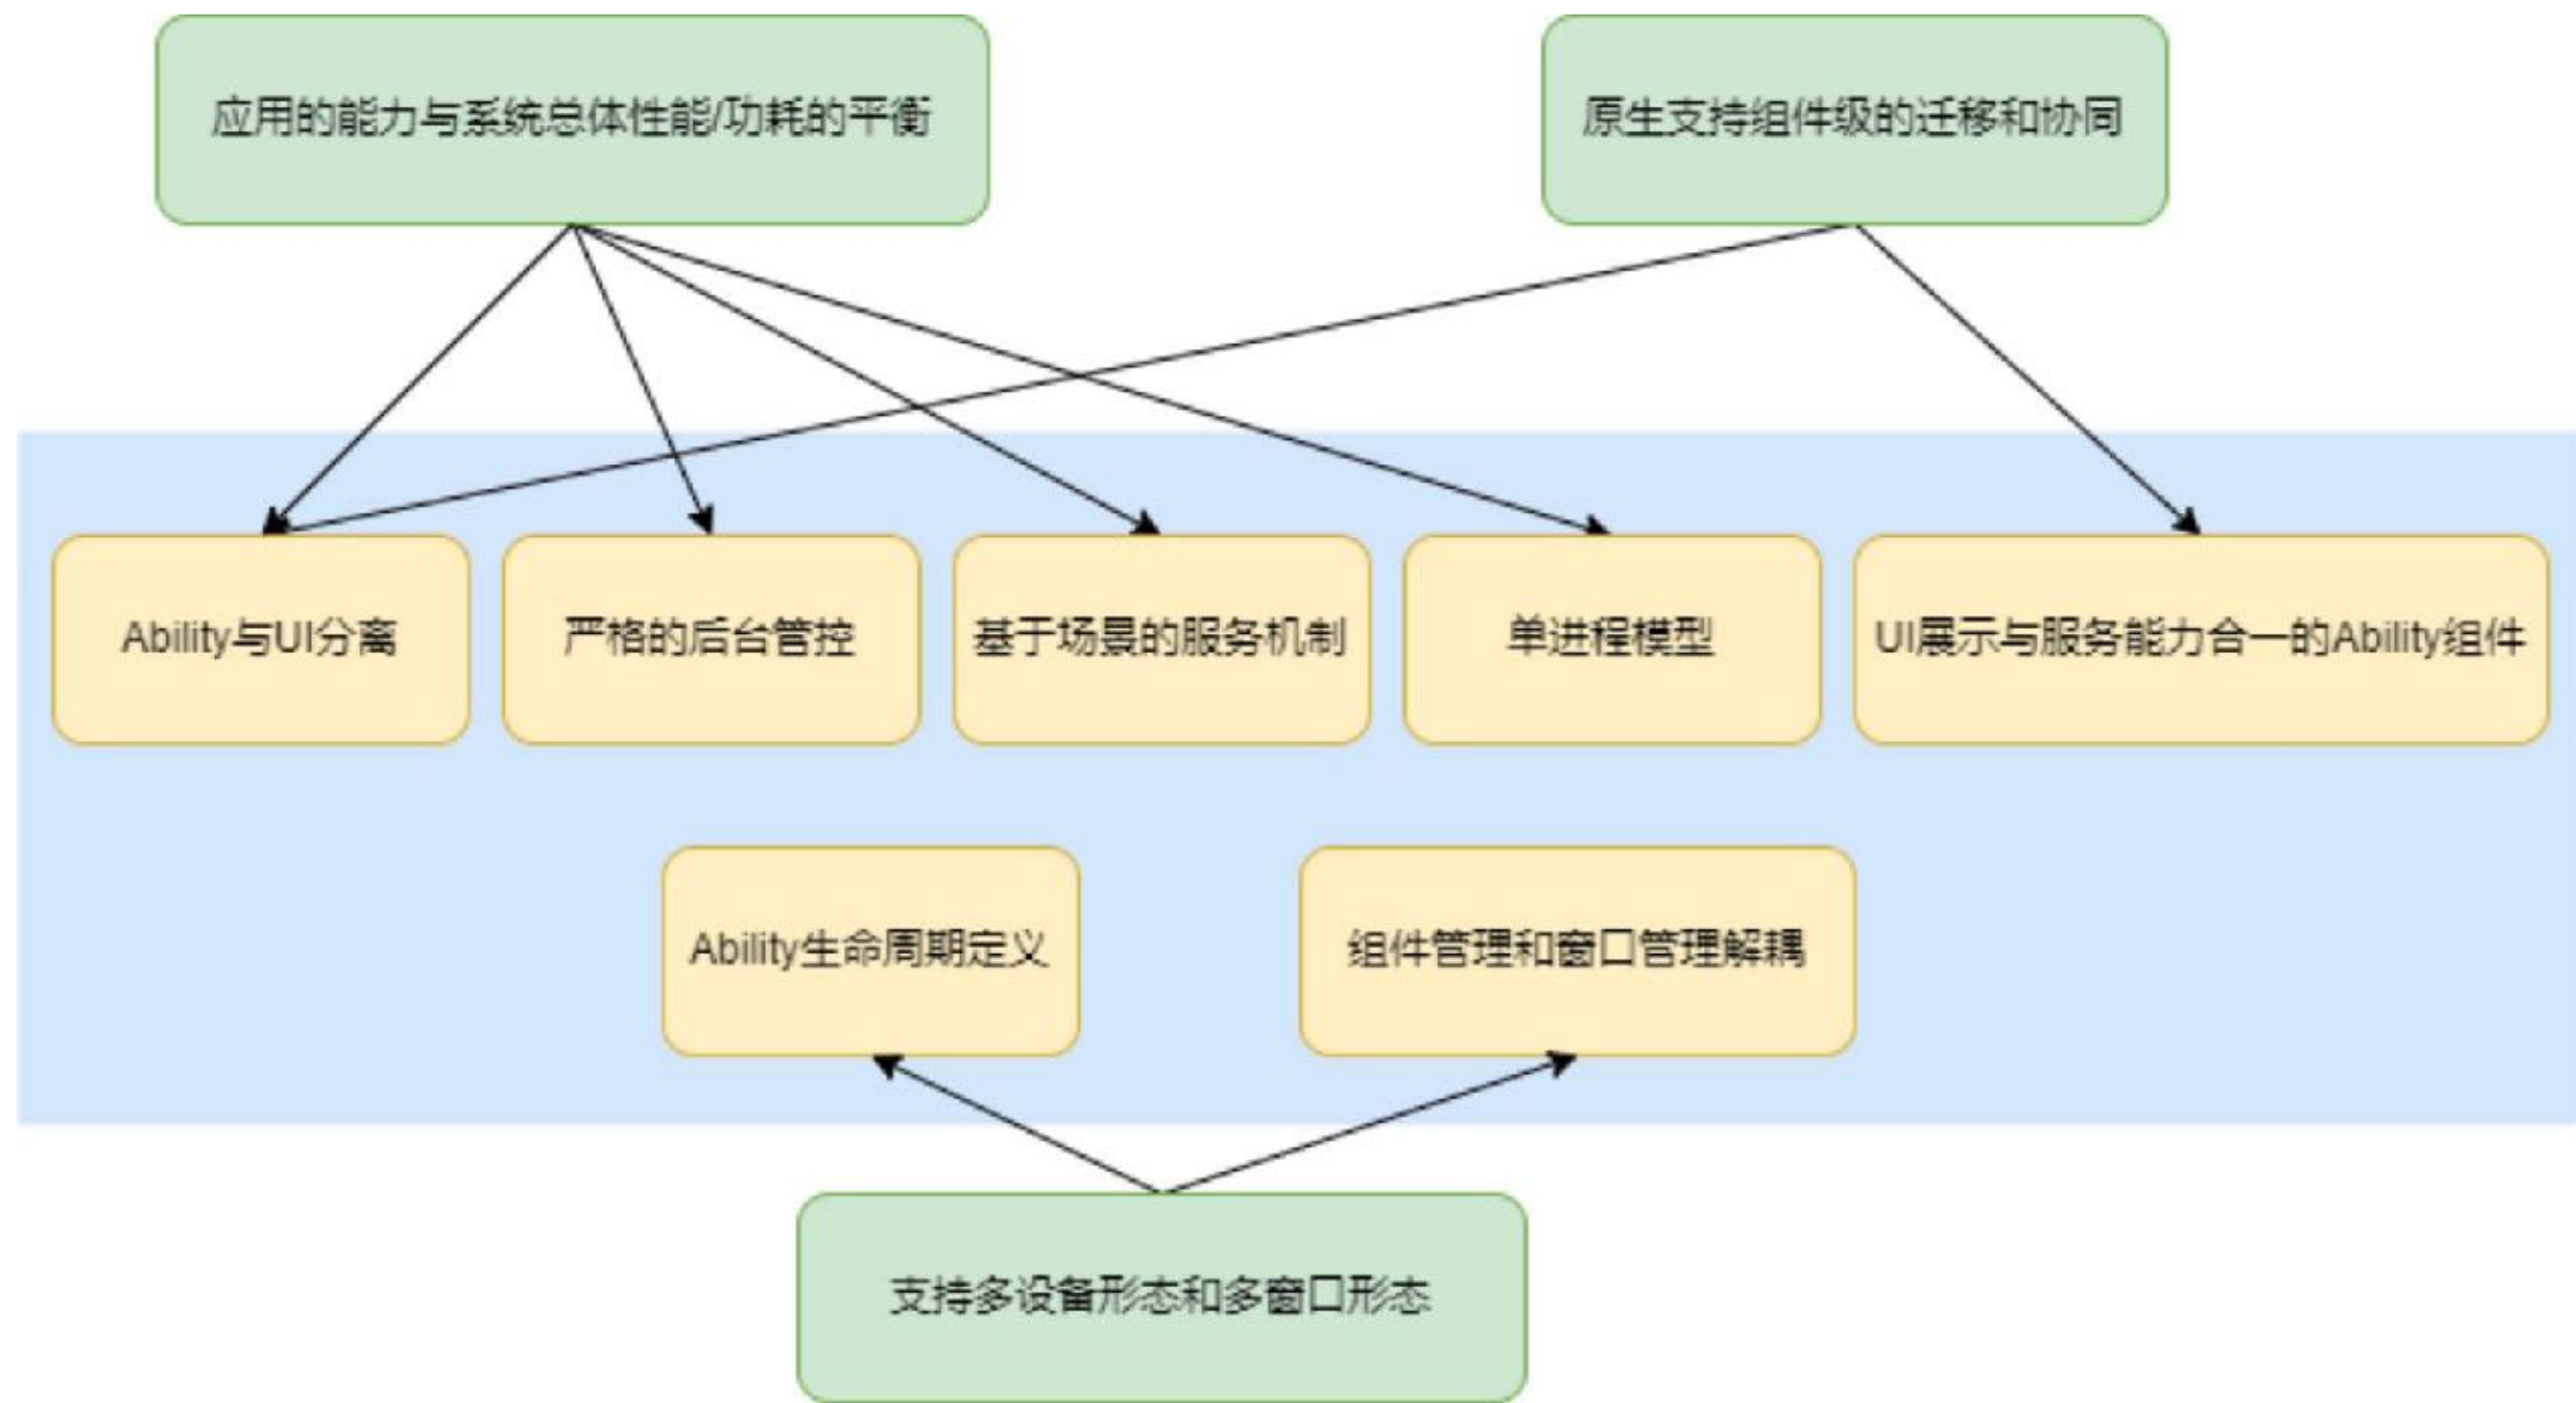 应用的能力与系统总体性能/功耗的平衡
原生支持组件级的迁移和协同
Ability与UI分离
严格的后台管控
基于场景的服务机制
单进程模型
UI展示与服务能力合一的Ability组件
Ability生命周期定义
组件管理和窗口管理解耦
支持多设备形态和多窗口形态